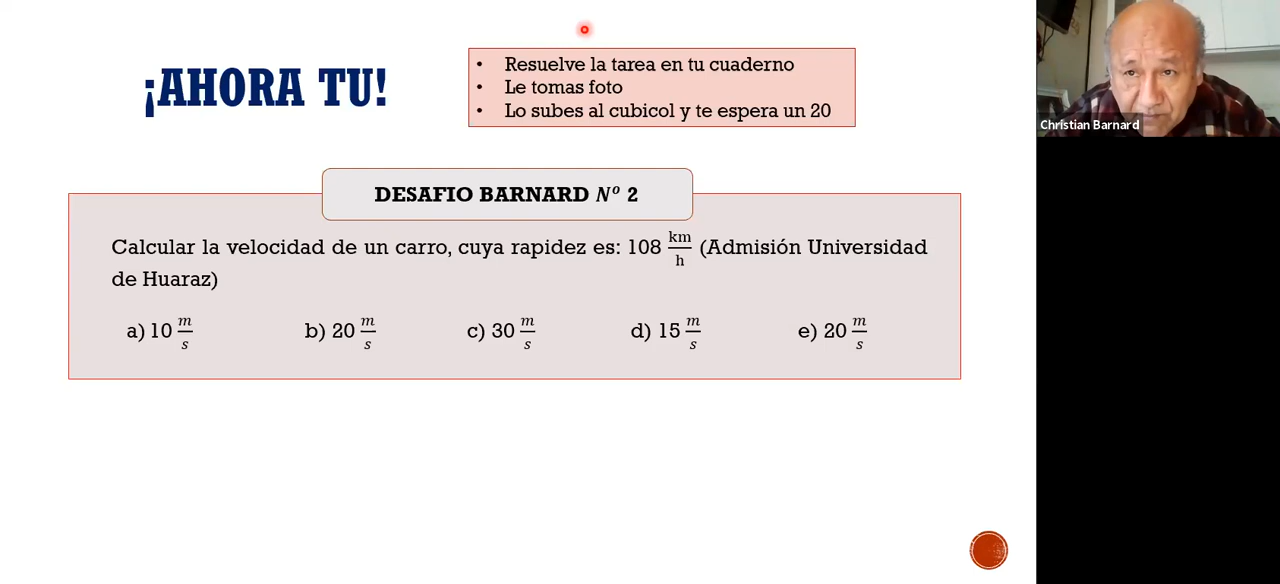 ¡AHORA TU!
• Resuelve la tarea en tu cuaderno
• Le tomas foto
• Lo subes al cubicol y te espera un 20
Christian Barnard
DESAFIO BARNARD N° 2
Calcular la velocidad de un carro, cuya rapidez es: 108 km/h (Admisión Universidad
de Huaraz)
a) 10 m/s b) 20 m/s c) 30 m/s d) 15 m/s e) 20 m/s